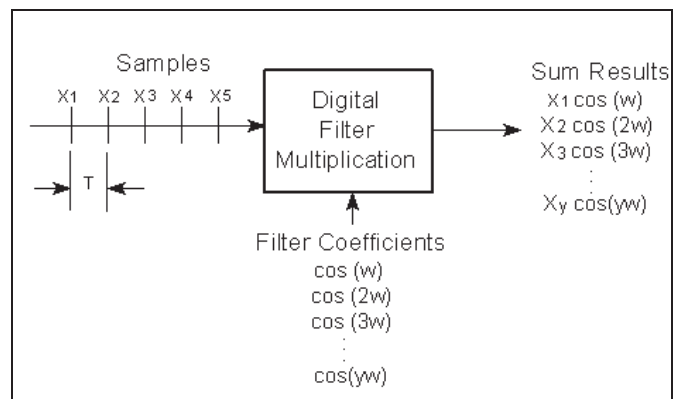 Samples
X1 X2 X3 X4 X5
T
Digital
Filter
Multiplication
Filter Coefficients
cos (w)
cos (2w)
cos (3w)
⋮
cos(yw)
Sum Results
X1 cos (w)
X2 cos (2w)
X3 cos (3w)
⋮
Xy cos(yw)